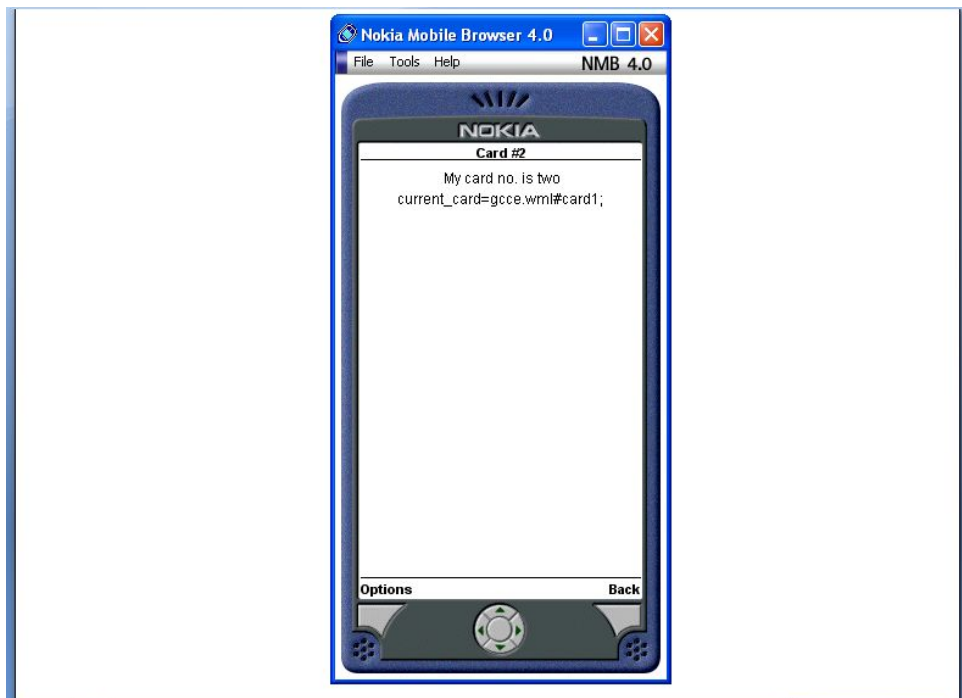 Nokia Mobile Browser 4.0
File Tools Help NMB 4.0
NOKIA
Card #2
My card no. is two
current_card=gcce.wml#card1;
Options Back